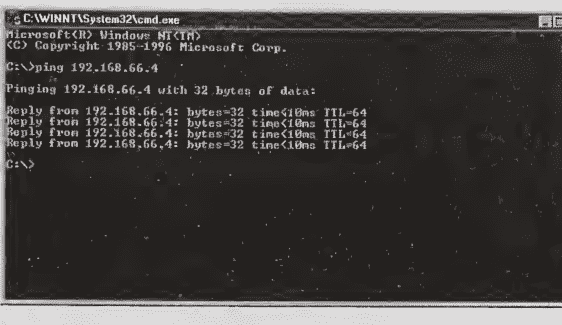 C:\WINNT\System32\cmd.exe
Microsoft(R) Windows NT(TM)
(C) Copyright 1985-1996 Microsoft Corp.
C:\>ping 192.168.66.4
Pinging 192.168.66.4 with 32 bytes of data:
Reply from 192.168.66.4: bytes=32 time<10ms TTL=64
Reply from 192.168.66.4: bytes=32 time<10ms TTL=64
Reply from 192.168.66.4: bytes=32 time<10ms TTL=64
Reply from 192.168.66.4: bytes=32 time<10ms TTL=64
C:\>